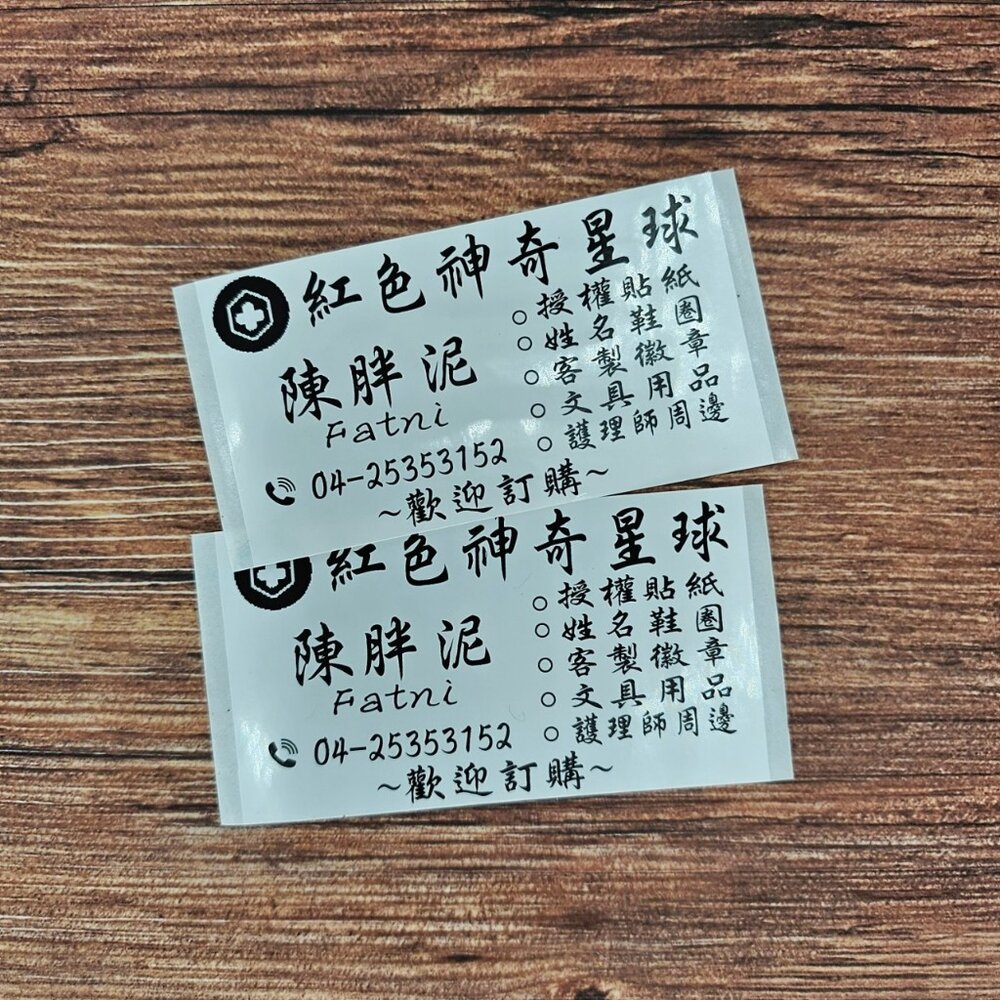 紅色神奇星球
陳胖泥
Fatni
04-25353152
○授權貼紙
○姓名鞋圈
○客製徽章
○文具用品
○護理師周邊
~歡迎訂購~
紅色神奇星球
陳胖泥
Fatni
04-25353152
○授權貼紙
○姓名鞋圈
○客製徽章
○文具用品
○護理師周邊
~歡迎訂購~